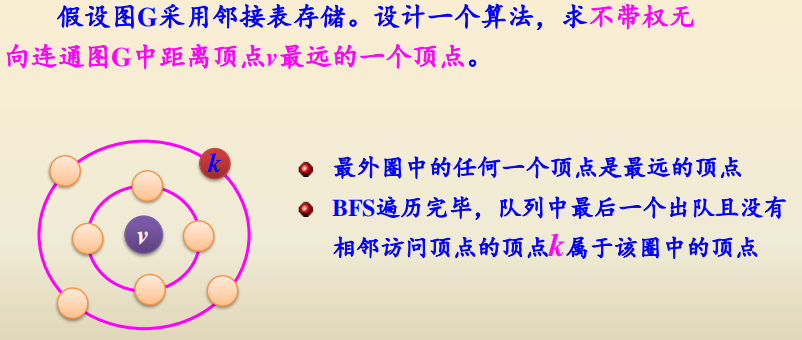 假设图G采用邻接表存储。设计一个算法，求不带权无
向连通图G中距离顶点v最远的一个顶点。
k
v
最外圈中的任何一个顶点是最远的顶点
BFS遍历完毕，队列中最后一个出队且没有
相邻访问顶点的顶点k属于该圈中的顶点